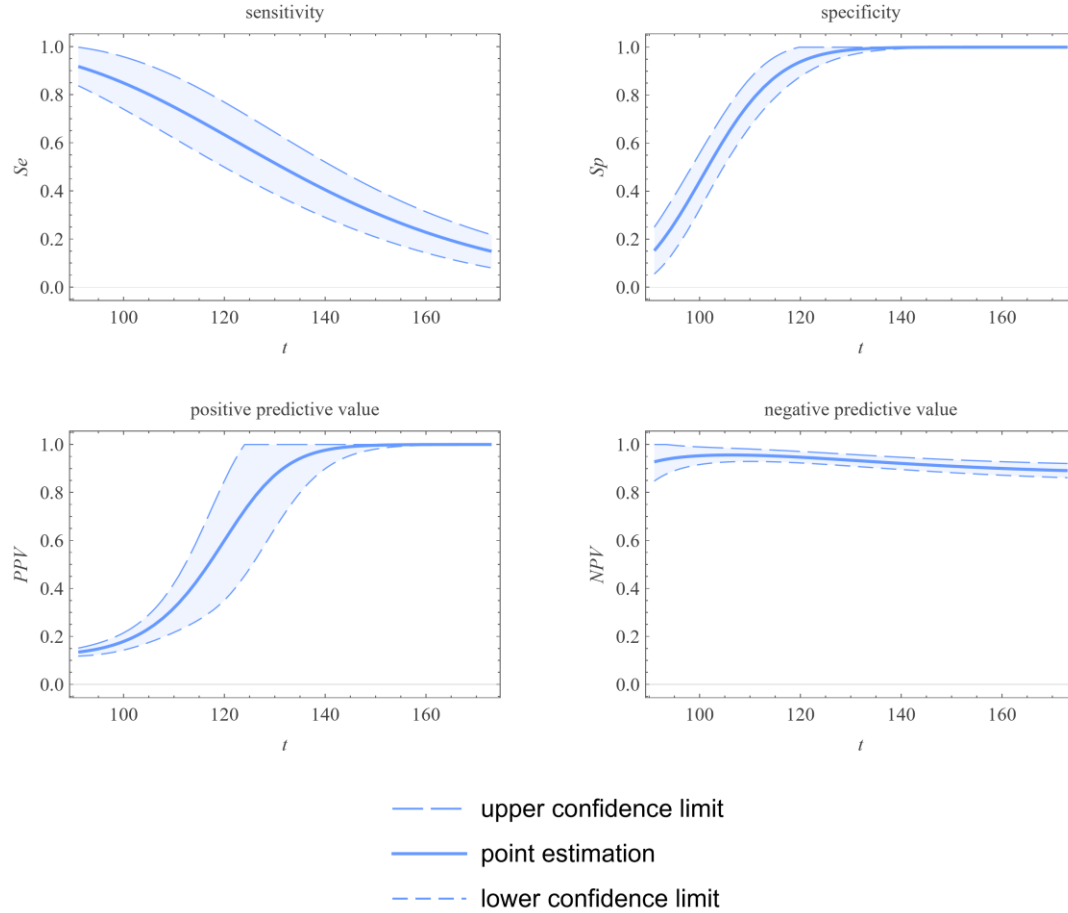 sensitivity
1.0
0.8
0.6
0.4
0.2
0.0
Se
100 120 140 160
t
specificity
1.0
0.8
0.6
0.4
0.2
0.0
Sp
100 120 140 160
t
positive predictive value
1.0
0.8
0.6
0.4
0.2
0.0
PPV
100 120 140 160
t
negative predictive value
1.0
0.8
0.6
0.4
0.2
0.0
NPV
100 120 140 160
t
upper confidence limit
point estimation
lower confidence limit